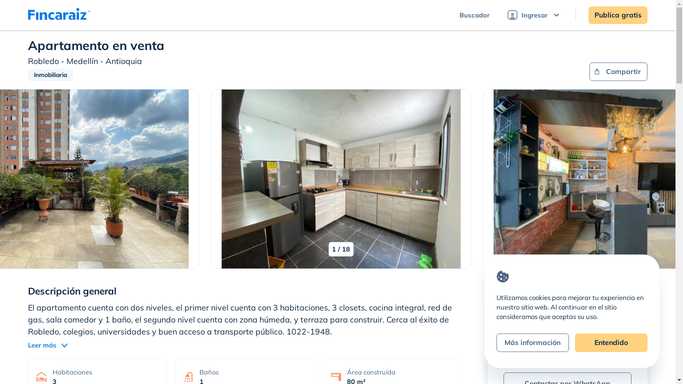 Fincaraiz
Buscador
Ingresar
Publica gratis
Apartamento en venta
Robledo - Medellín - Antioquia
Inmobiliaria
Compartir
1 / 18
Descripción general
El apartamento cuenta con dos niveles, el primer nivel cuenta con 3 habitaciones, 3 closets, cocina integral, red de
gas, sala comedor y 1 baño, el segundo nivel cuenta con zona húmeda, y terraza para construir. Cerca al éxito de
Robledo, colegios, universidades y buen acceso a transporte público. 1022-1948.
Leer más
Habitaciones
3
Baños
1
Área construida
80 m²
Utilizamos cookies para mejorar tu experiencia en
nuestro sitio web. Al continuar en el sitio
consideramos que aceptas su uso.
Más información
Entendido
Contactar por WhatsApp